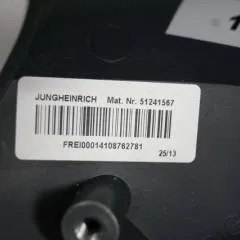 JUNGHEINRICH Mat. Nr. 51241567
FREI00014108762781
25/13